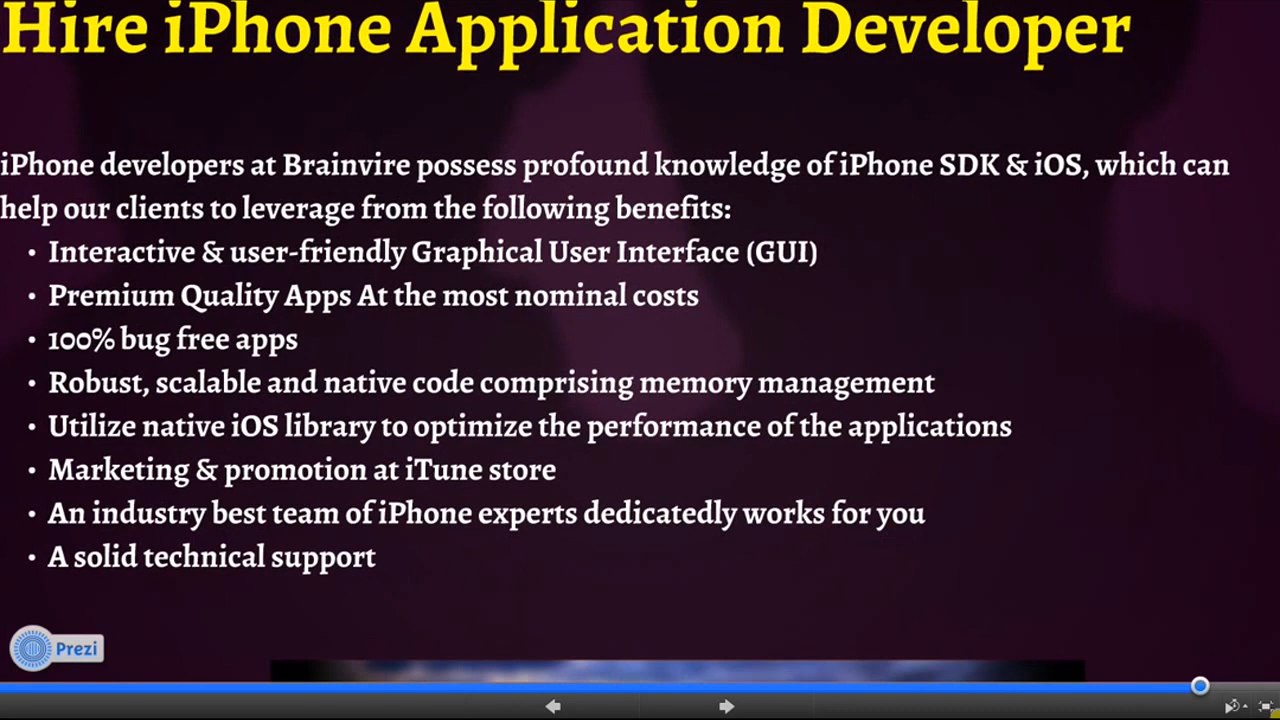 Hire iPhone Application Developer
iPhone developers at Brainvire possess profound knowledge of iPhone SDK & iOS, which can
help our clients to leverage from the following benefits:
• Interactive & user-friendly Graphical User Interface (GUI)
• Premium Quality Apps At the most nominal costs
• 100% bug free apps
• Robust, scalable and native code comprising memory management
• Utilize native iOS library to optimize the performance of the applications
• Marketing & promotion at iTune store
• An industry best team of iPhone experts dedicatedly works for you
• A solid technical support
Prezi